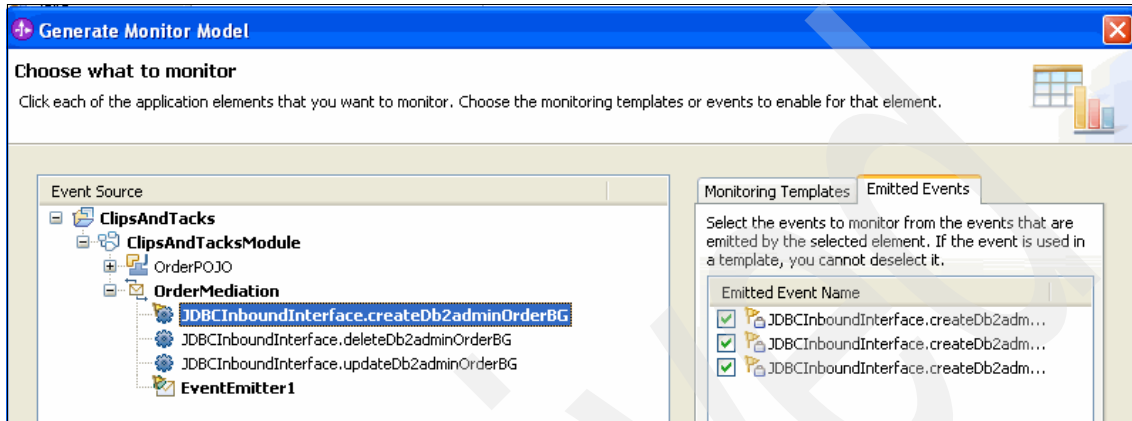 Generate Monitor Model
Choose what to monitor
Click each of the application elements that you want to monitor. Choose the monitoring templates or events to enable for that element.
Event Source
ClipsAndTacks
ClipsAndTacksModule
OrderPOJO
OrderMediation
JDBCInboundInterface.createDb2adminOrderBG
JDBCInboundInterface.deleteDb2adminOrderBG
JDBCInboundInterface.updateDb2adminOrderBG
EventEmitter1
Monitoring Templates
Emitted Events
Select the events to monitor from the events that are
emitted by the selected element. If the event is used in
a template, you cannot deselect it.
Emitted Event Name
JDBCInboundInterface.createDb2adm...
JDBCInboundInterface.createDb2adm...
JDBCInboundInterface.createDb2adm...